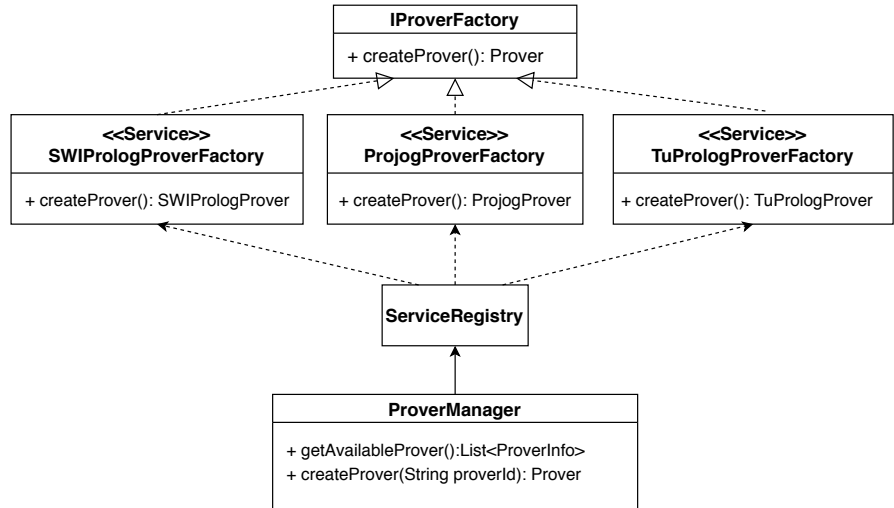 IProverFactory
+ createProver(): Prover
<<Service>>
SWIPrologProverFactory
+ createProver(): SWIPrologProver
<<Service>>
ProjogProverFactory
+ createProver(): ProjogProver
<<Service>>
TuPrologProverFactory
+ createProver(): TuPrologProver
ServiceRegistry
ProverManager
+ getAvailableProver():List<ProverInfo>
+ createProver(String proverId): Prover